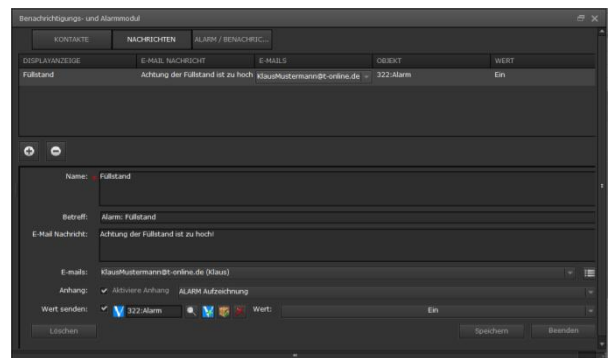 Benachrichtigungs- und Alarmmodul
KONTAKTE NACHRICHTEN ALARM / BENACHRIC...
DISPLAYANZEIGE E-MAIL NACHRICHT E-MAILS OBJEKT WERT
Füllstand Achtung der Füllstand ist zu hoch KlausMustermann@t-online.de 322:Alarm Ein
Name: Füllstand
Betreff: Alarm: Füllstand
E-Mail Nachricht: Achtung der Füllstand ist zu hoch!
E-mails: KlausMustermann@t-online.de (Klaus)
Anhang: Aktiviere Anhang ALARM Aufzeichnung
Wert senden: 322:Alarm Wert: Ein
Löschen Speichern Beenden